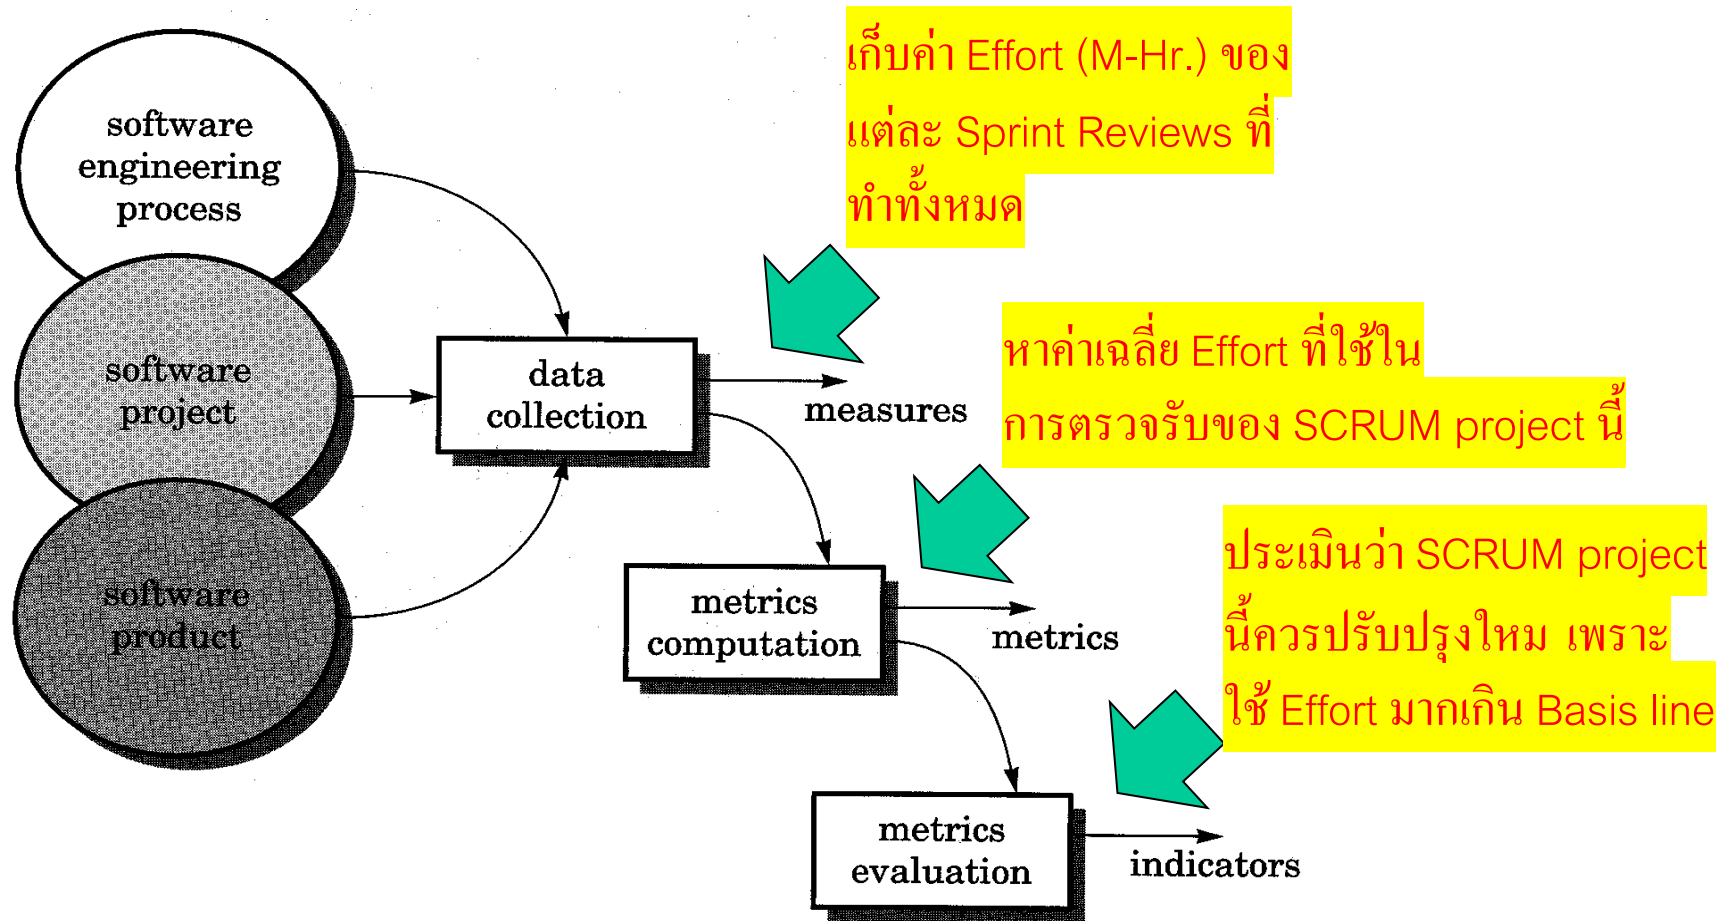 software
engineering
process
software
project
software
product
data
collection
measures
metrics
computation
metrics
metrics
evaluation
indicators
เก็บค่า Effort (M-Hr.) ของ
แต่ละ Sprint Reviews ที่
ทำทั้งหมด
หาค่าเฉลี่ย Effort ที่ใช้ใน
การตรวจรับของ SCRUM project นี้
ประเมินว่า SCRUM project
นี้ควรปรับปรุงใหม เพราะ
ใช้ Effort มากเกิน Basis line